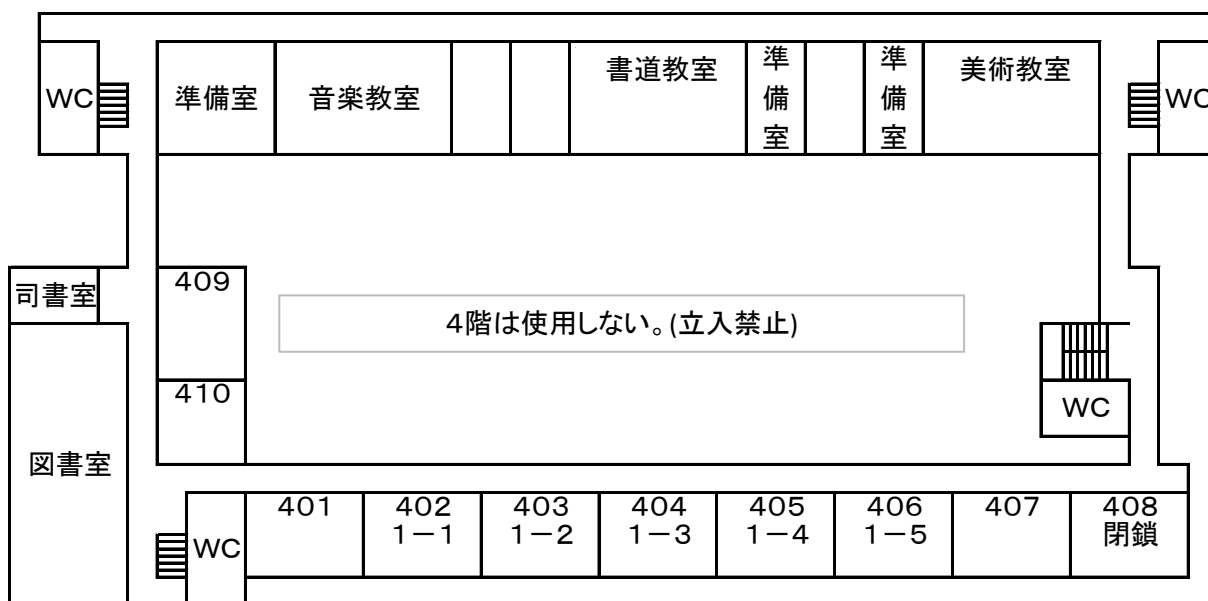 WC
準備室
音楽教室
書道教室
準備室
準備室
美術教室
WC
司書室
409
４階は使用しない。(立入禁止)
410
WC
図書室
WC
401
402
１－１
403
１－２
404
１－３
405
１－４
406
１－５
407
408
閉鎖